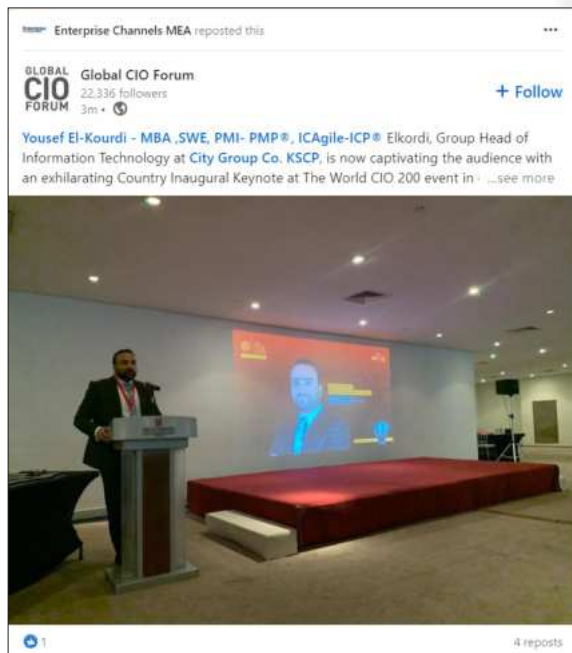 Enterprise Channels MEA reposted this
GLOBAL
CIO
FORUM
Global CIO Forum
22,336 followers
3m •
+ Follow
Yousef El-Kourdi - MBA ,SWE, PMI- PMP®, ICAgile-ICP® Elkordi, Group Head of
Information Technology at City Group Co. KSCP, is now captivating the audience with
an exhilarating Country Inaugural Keynote at The World CIO 200 event in ...see more
1
4 reposts